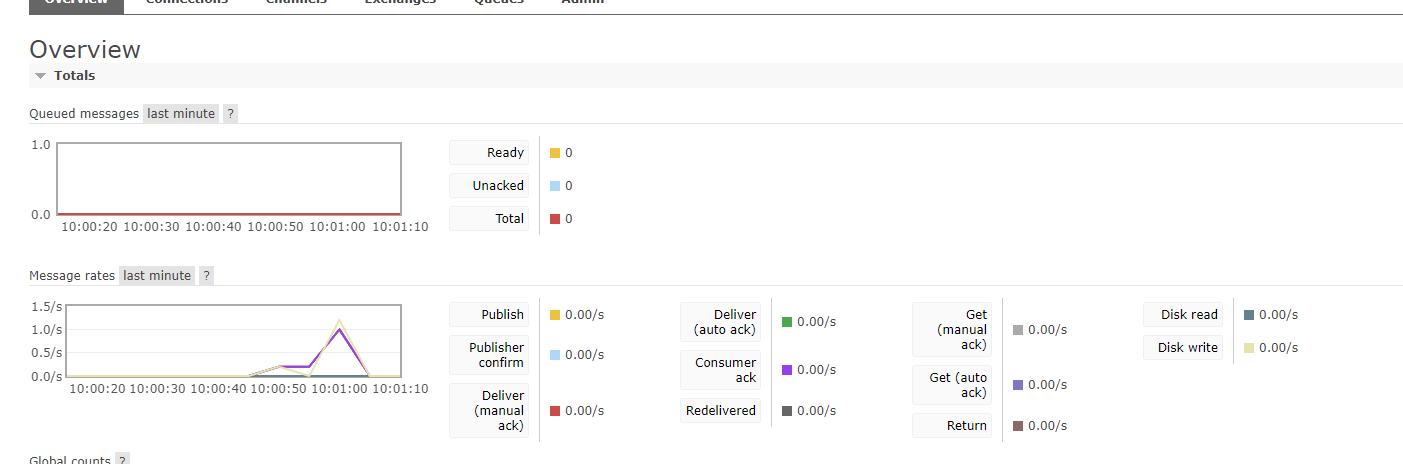 Overview Connections Channels Exchanges Queues Admin
Overview
Totals
Queued messages last minute ?
1.0
0.0
10:00:20 10:00:30 10:00:40 10:00:50 10:01:00 10:01:10
Ready 0
Unacked 0
Total 0
Message rates last minute ?
1.5/s
1.0/s
0.5/s
0.0/s
10:00:20 10:00:30 10:00:40 10:00:50 10:01:00 10:01:10
Publish 0.00/s
Publisher
confirm 0.00/s
Deliver
(manual
ack) 0.00/s
Deliver
(auto ack) 0.00/s
Consumer
ack 0.00/s
Redelivered 0.00/s
Get
(manual
ack) 0.00/s
Get (auto
ack) 0.00/s
Return 0.00/s
Disk read 0.00/s
Disk write 0.00/s
Global counts ?